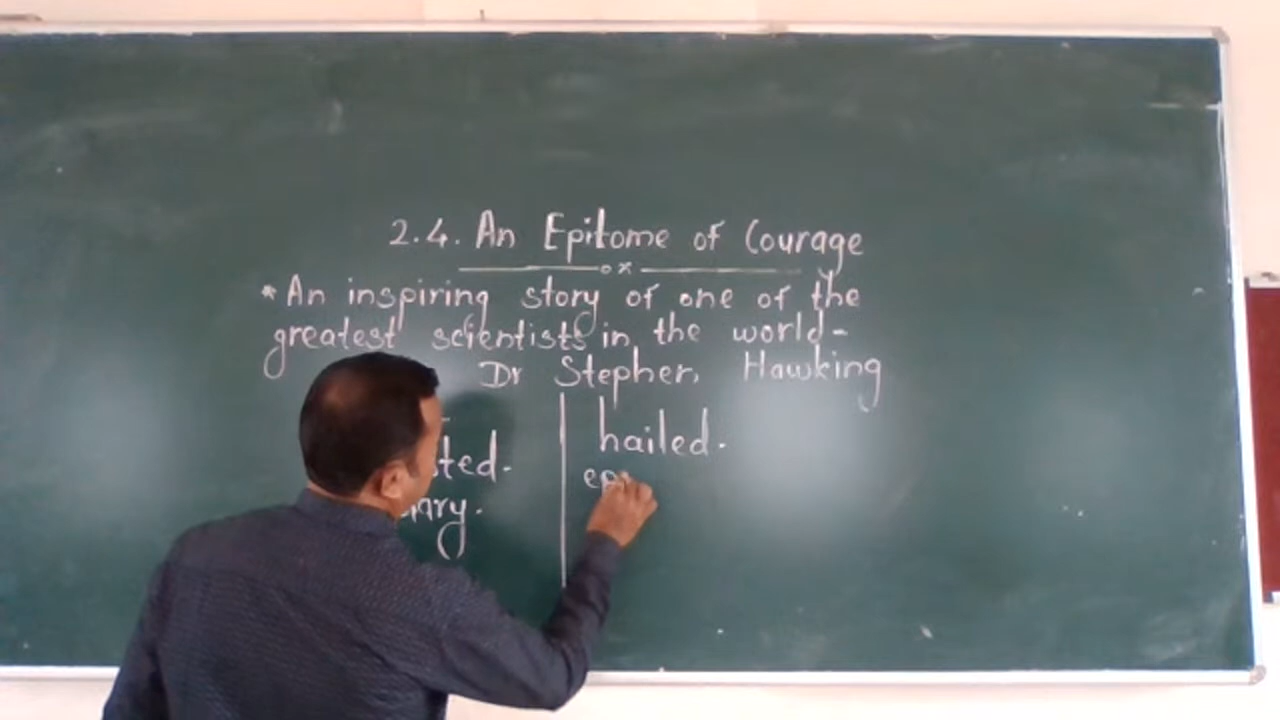 2.4. An Epitome of Courage
* An inspiring story of one of the
greatest scientists in the world-
Dr Stephen Hawking
hailed.